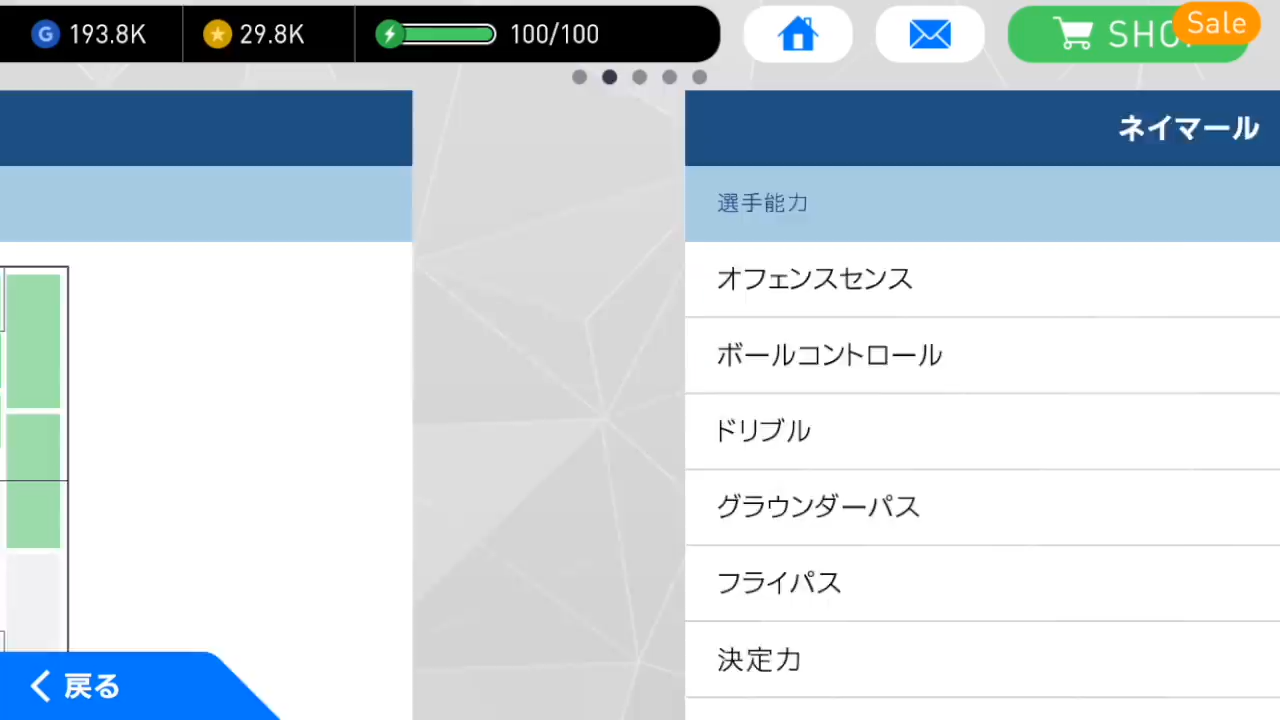 G 193.8K 29.8K 100/100 SHO Sale
ネイマール
選手能力
オフェンスセンス
ボールコントロール
ドリブル
グラウンダーパス
フライパス
決定力
戻る